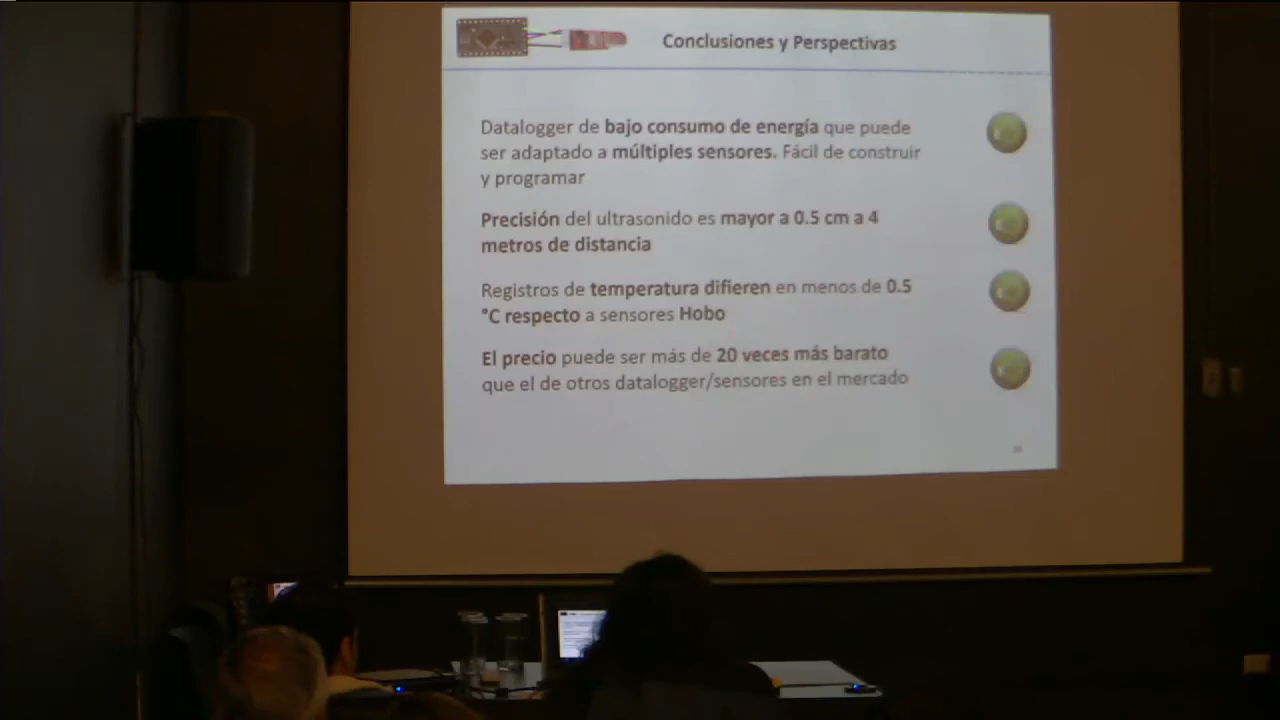 Conclusiones y Perspectivas
Datalogger de bajo consumo de energía que puede
ser adaptado a múltiples sensores. Fácil de construir
y programar
Precisión del ultrasonido es mayor a 0.5 cm a 4
metros de distancia
Registros de temperatura difieren en menos de 0.5
°C respecto a sensores Hobo
El precio puede ser más de 20 veces más barato
que el de otros datalogger/sensores en el mercado